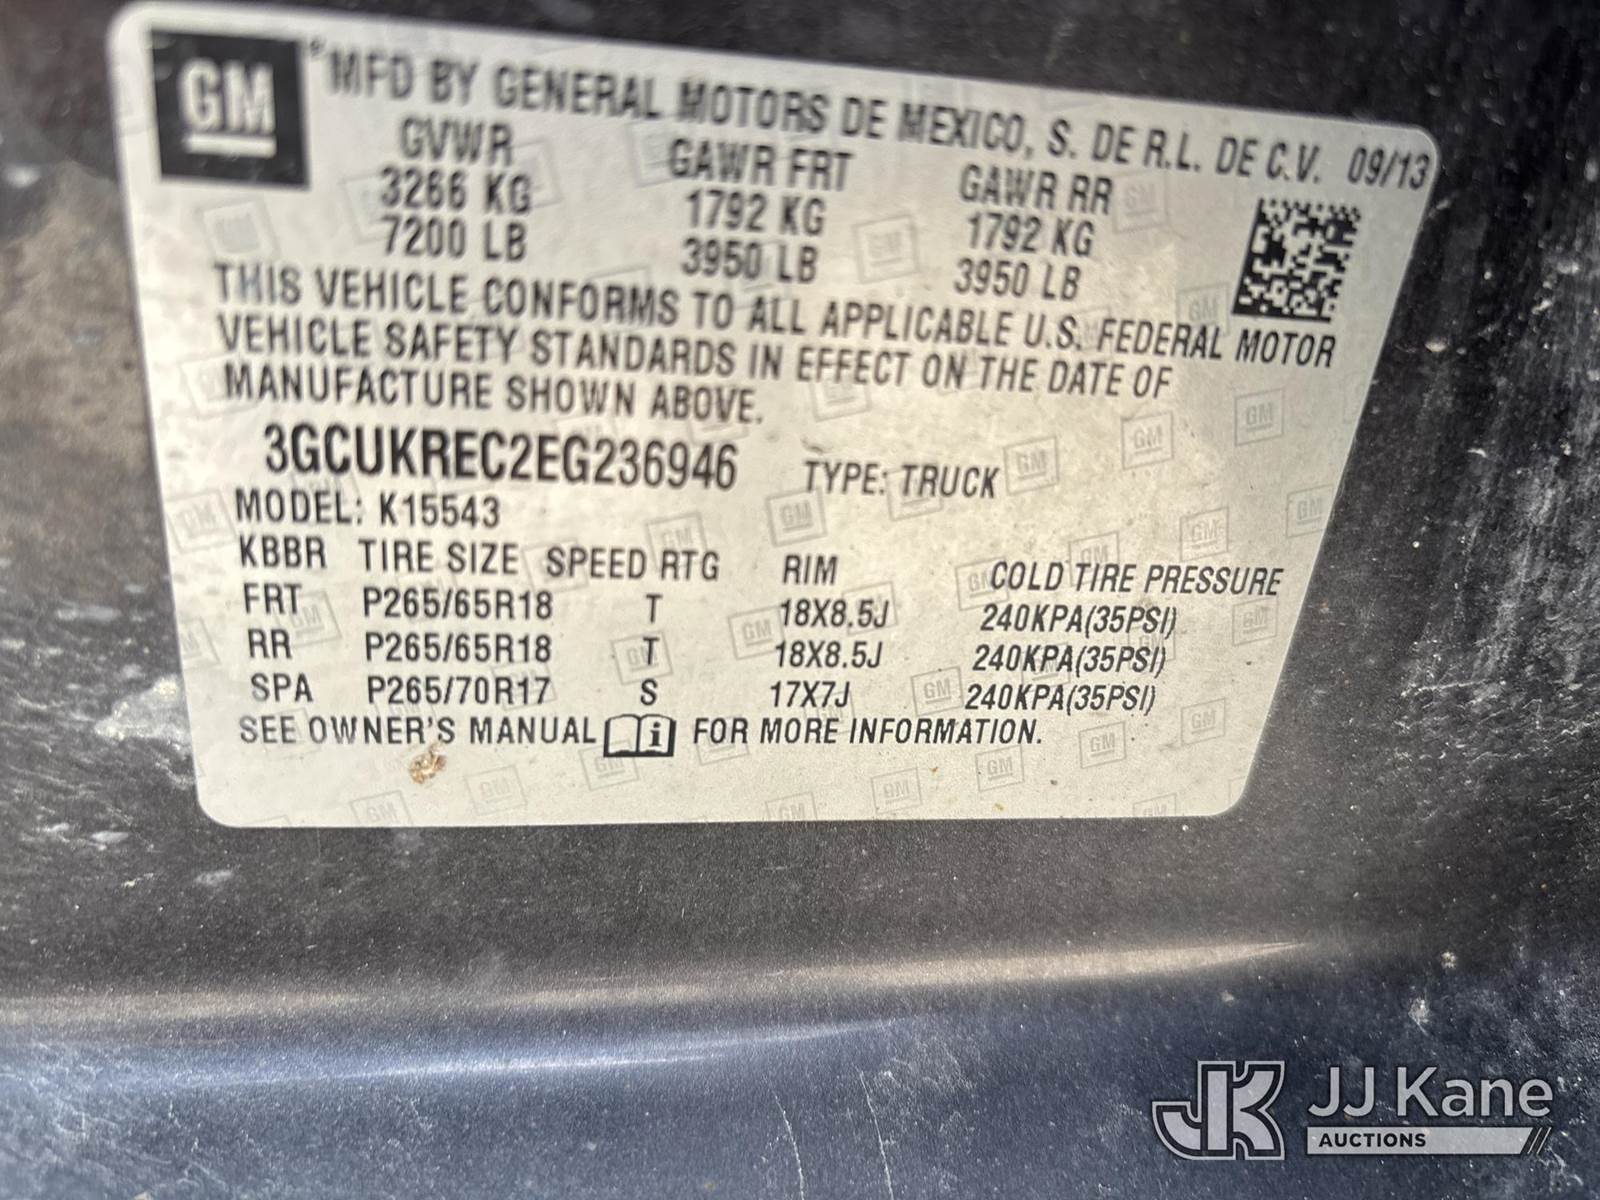 GM
MFD BY GENERAL MOTORS DE MEXICO, S. DE R.L. DE C.V. 09/13
GVWR GAWR FRT GAWR RR
3266 KG 1792 KG 1792 KG
7200 LB 3950 LB 3950 LB
THIS VEHICLE CONFORMS TO ALL APPLICABLE U.S. FEDERAL MOTOR
VEHICLE SAFETY STANDARDS IN EFFECT ON THE DATE OF
MANUFACTURE SHOWN ABOVE.
3GCUKREC2EG236946 TYPE: TRUCK
MODEL: K15543
KBBR TIRE SIZE SPEED RTG RIM COLD TIRE PRESSURE
FRT P265/65R18 T 18X8.5J 240KPA(35PSI)
RR P265/65R18 T 18X8.5J 240KPA(35PSI)
SPA P265/70R17 S 17X7J 240KPA(35PSI)
SEE OWNER'S MANUAL i FOR MORE INFORMATION.
JK JJ Kane
AUCTIONS